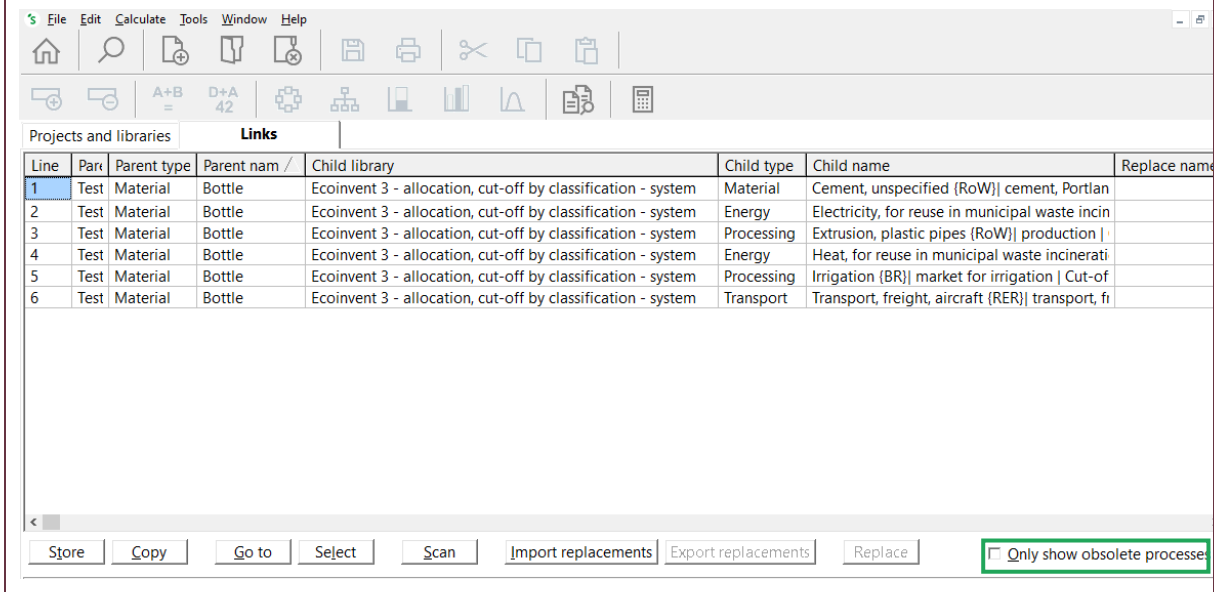 File Edit Calculate Tools Window Help
A+B = D+A 42
Projects and libraries Links
Line Pare Parent type Parent nam Child library Child type Child name Replace name
1 Test Material Bottle Ecoinvent 3 - allocation, cut-off by classification - system Material Cement, unspecified {RoW}| cement, Portlan
2 Test Material Bottle Ecoinvent 3 - allocation, cut-off by classification - system Energy Electricity, for reuse in municipal waste incin
3 Test Material Bottle Ecoinvent 3 - allocation, cut-off by classification - system Processing Extrusion, plastic pipes {RoW}| production |
4 Test Material Bottle Ecoinvent 3 - allocation, cut-off by classification - system Energy Heat, for reuse in municipal waste incinerati
5 Test Material Bottle Ecoinvent 3 - allocation, cut-off by classification - system Processing Irrigation {BR}| market for irrigation | Cut-of
6 Test Material Bottle Ecoinvent 3 - allocation, cut-off by classification - system Transport Transport, freight, aircraft {RER}| transport, fr
Store Copy Go to Select Scan Import replacements Export replacements Replace Only show obsolete processes